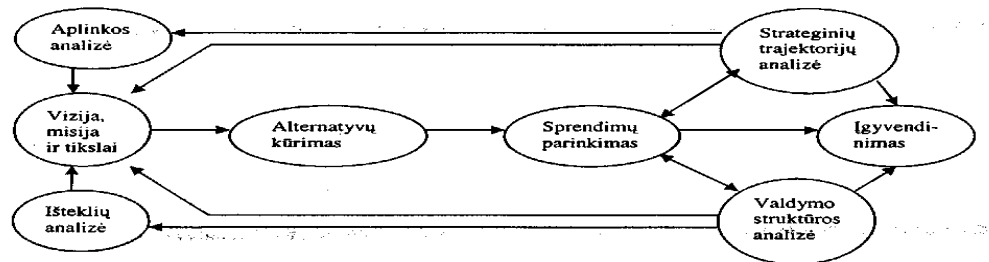 Aplinkos
analizė
Strateginių
trajektorijų
analizė
Vizija,
misija
ir tikslai
Alternatyvų
kūrimas
Sprendimų
parinkimas
Įgyvendi-
nimas
Išteklių
analizė
Valdymo
struktūros
analizė